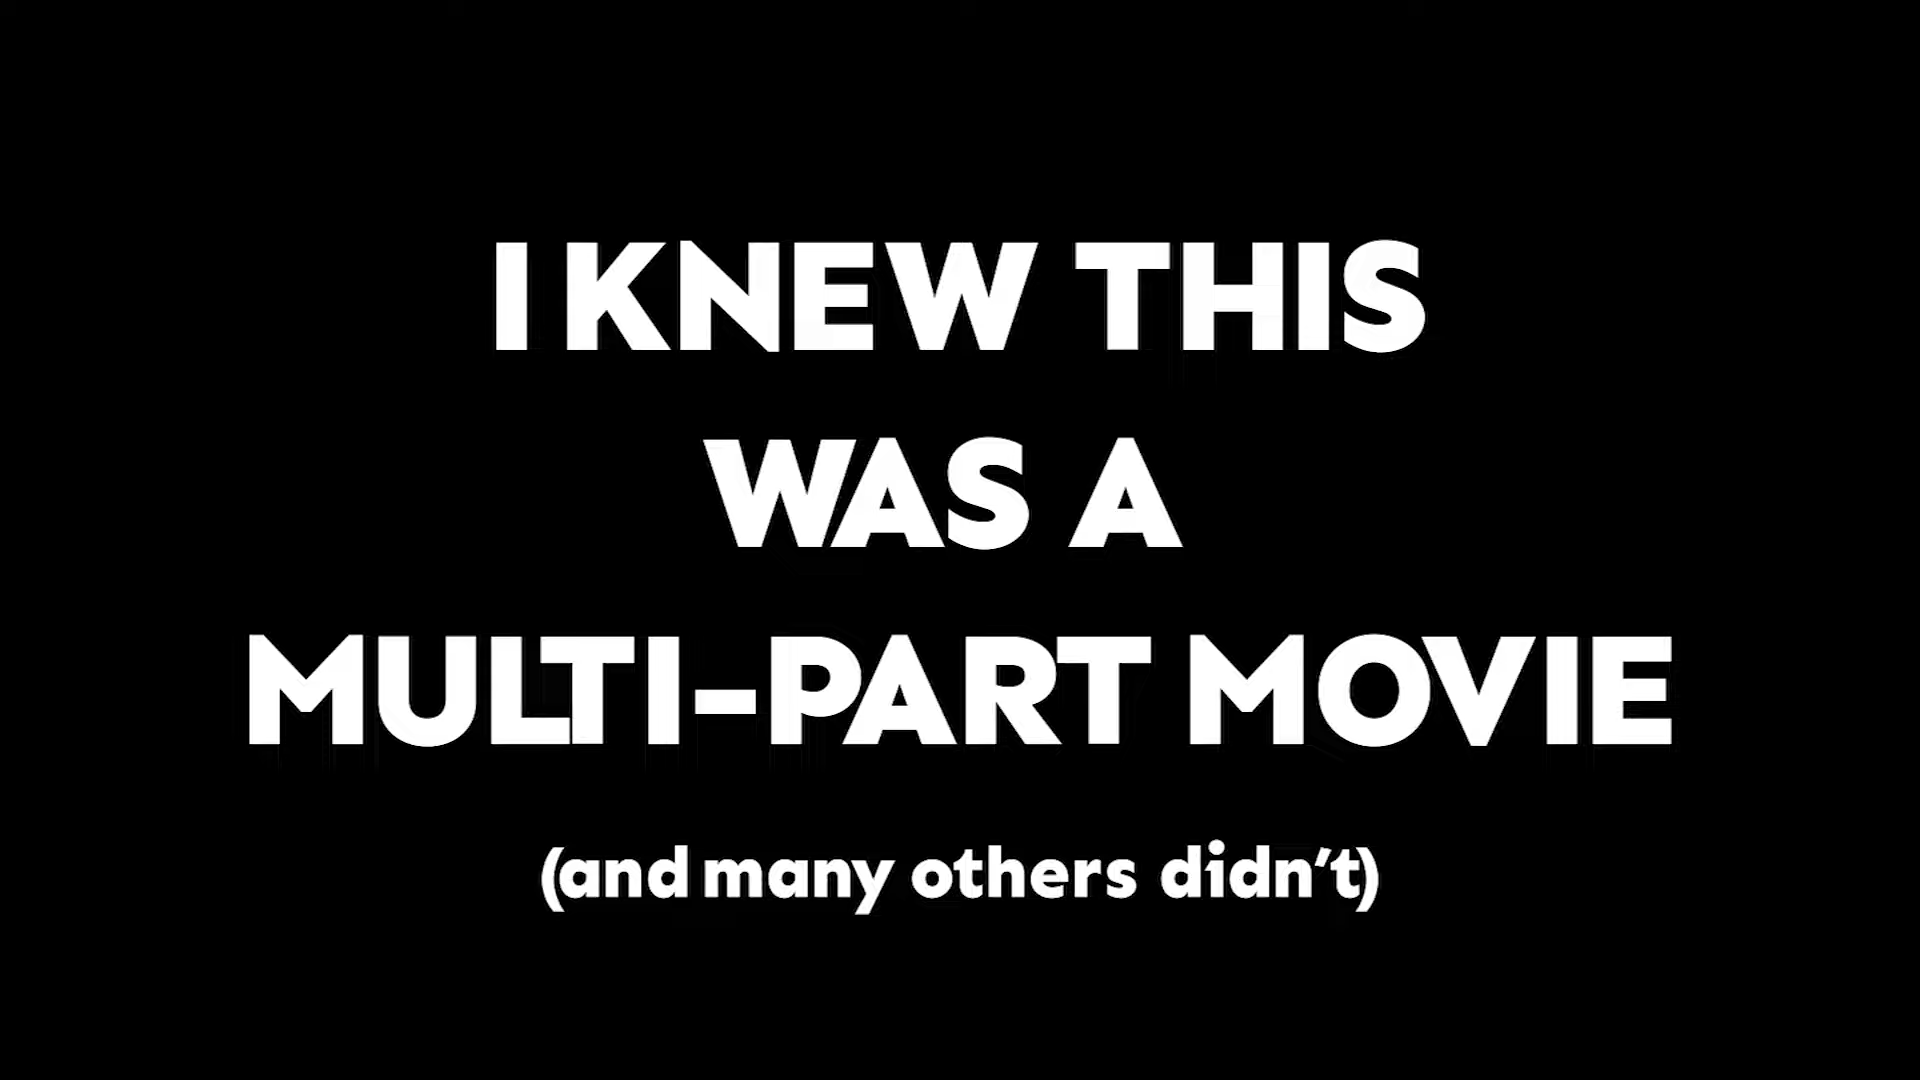 I KNEW THIS
WAS A
MULTI-PART MOVIE
(and many others didn’t)